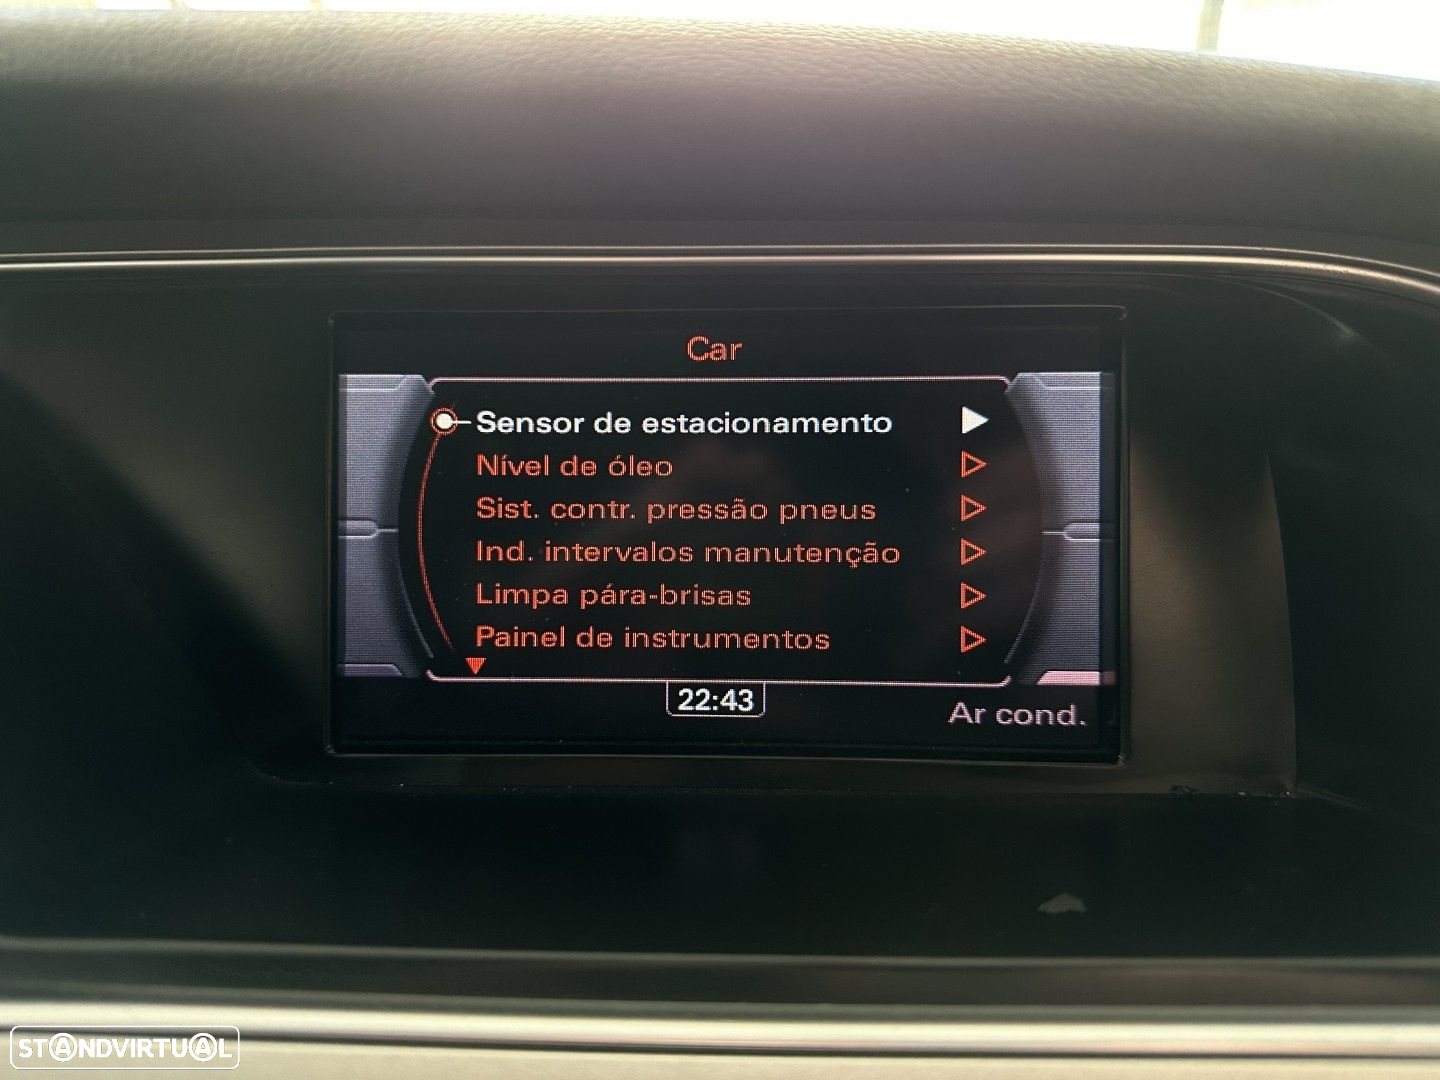 Car
Sensor de estacionamento
Nível de óleo
Sist. contr. pressão pneus
Ind. intervalos manutenção
Limpa pára-brisas
Painel de instrumentos
22:43
Ar cond.
STANDVIRTUAL